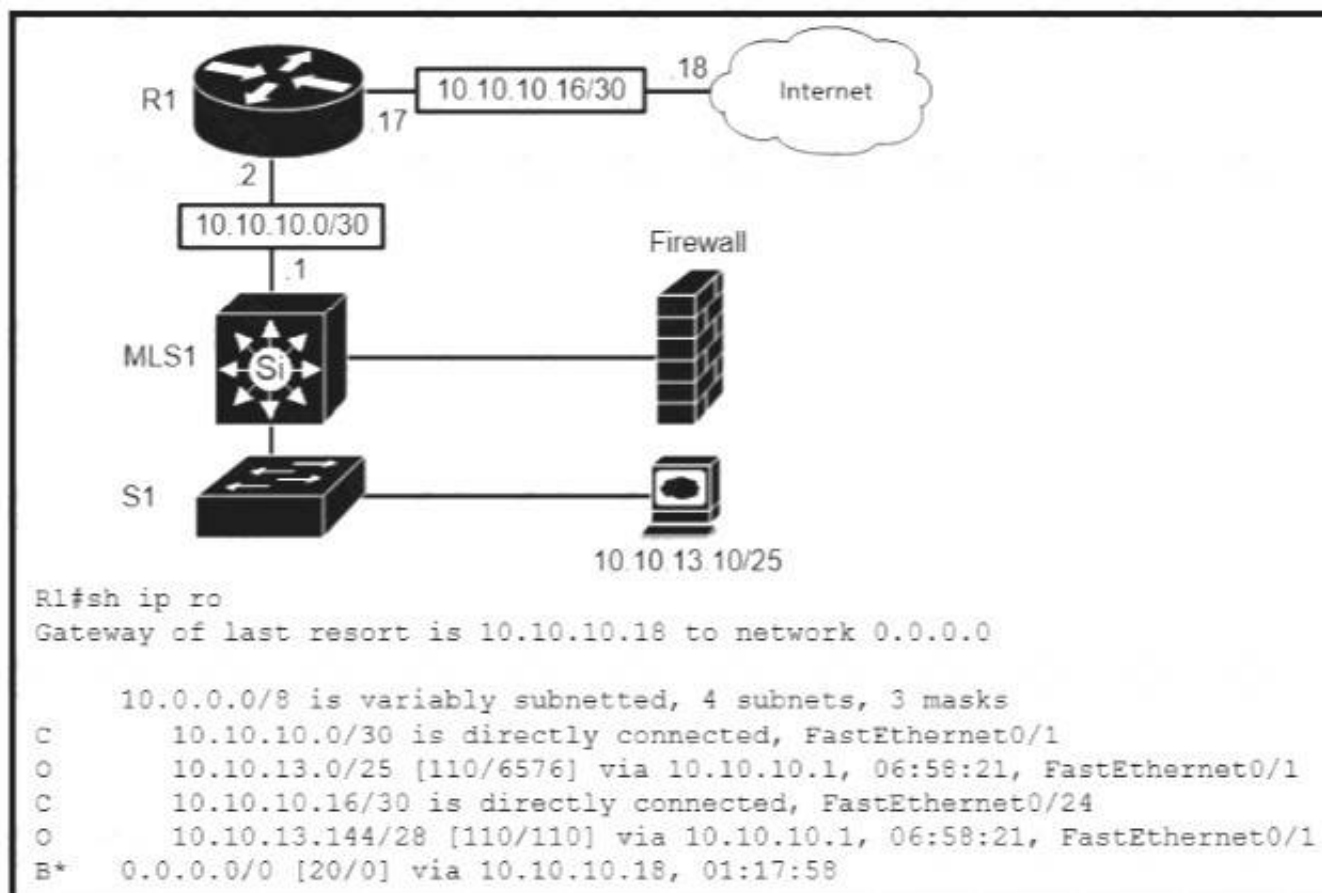 R1
10.10.10.16/30
.18
Internet
.17
.2
10.10.10.0/30
.1
Firewall
MLS1
Si
S1
10.10.13.10/25
R1#sh ip ro
Gateway of last resort is 10.10.10.18 to network 0.0.0.0
10.0.0.0/8 is variably subnetted, 4 subnets, 3 masks
C 10.10.10.0/30 is directly connected, FastEthernet0/1
O 10.10.13.0/25 [110/6576] via 10.10.10.1, 06:58:21, FastEthernet0/1
C 10.10.10.16/30 is directly connected, FastEthernet0/24
O 10.10.13.144/28 [110/110] via 10.10.10.1, 06:58:21, FastEthernet0/1
B* 0.0.0.0/0 [20/0] via 10.10.10.18, 01:17:58